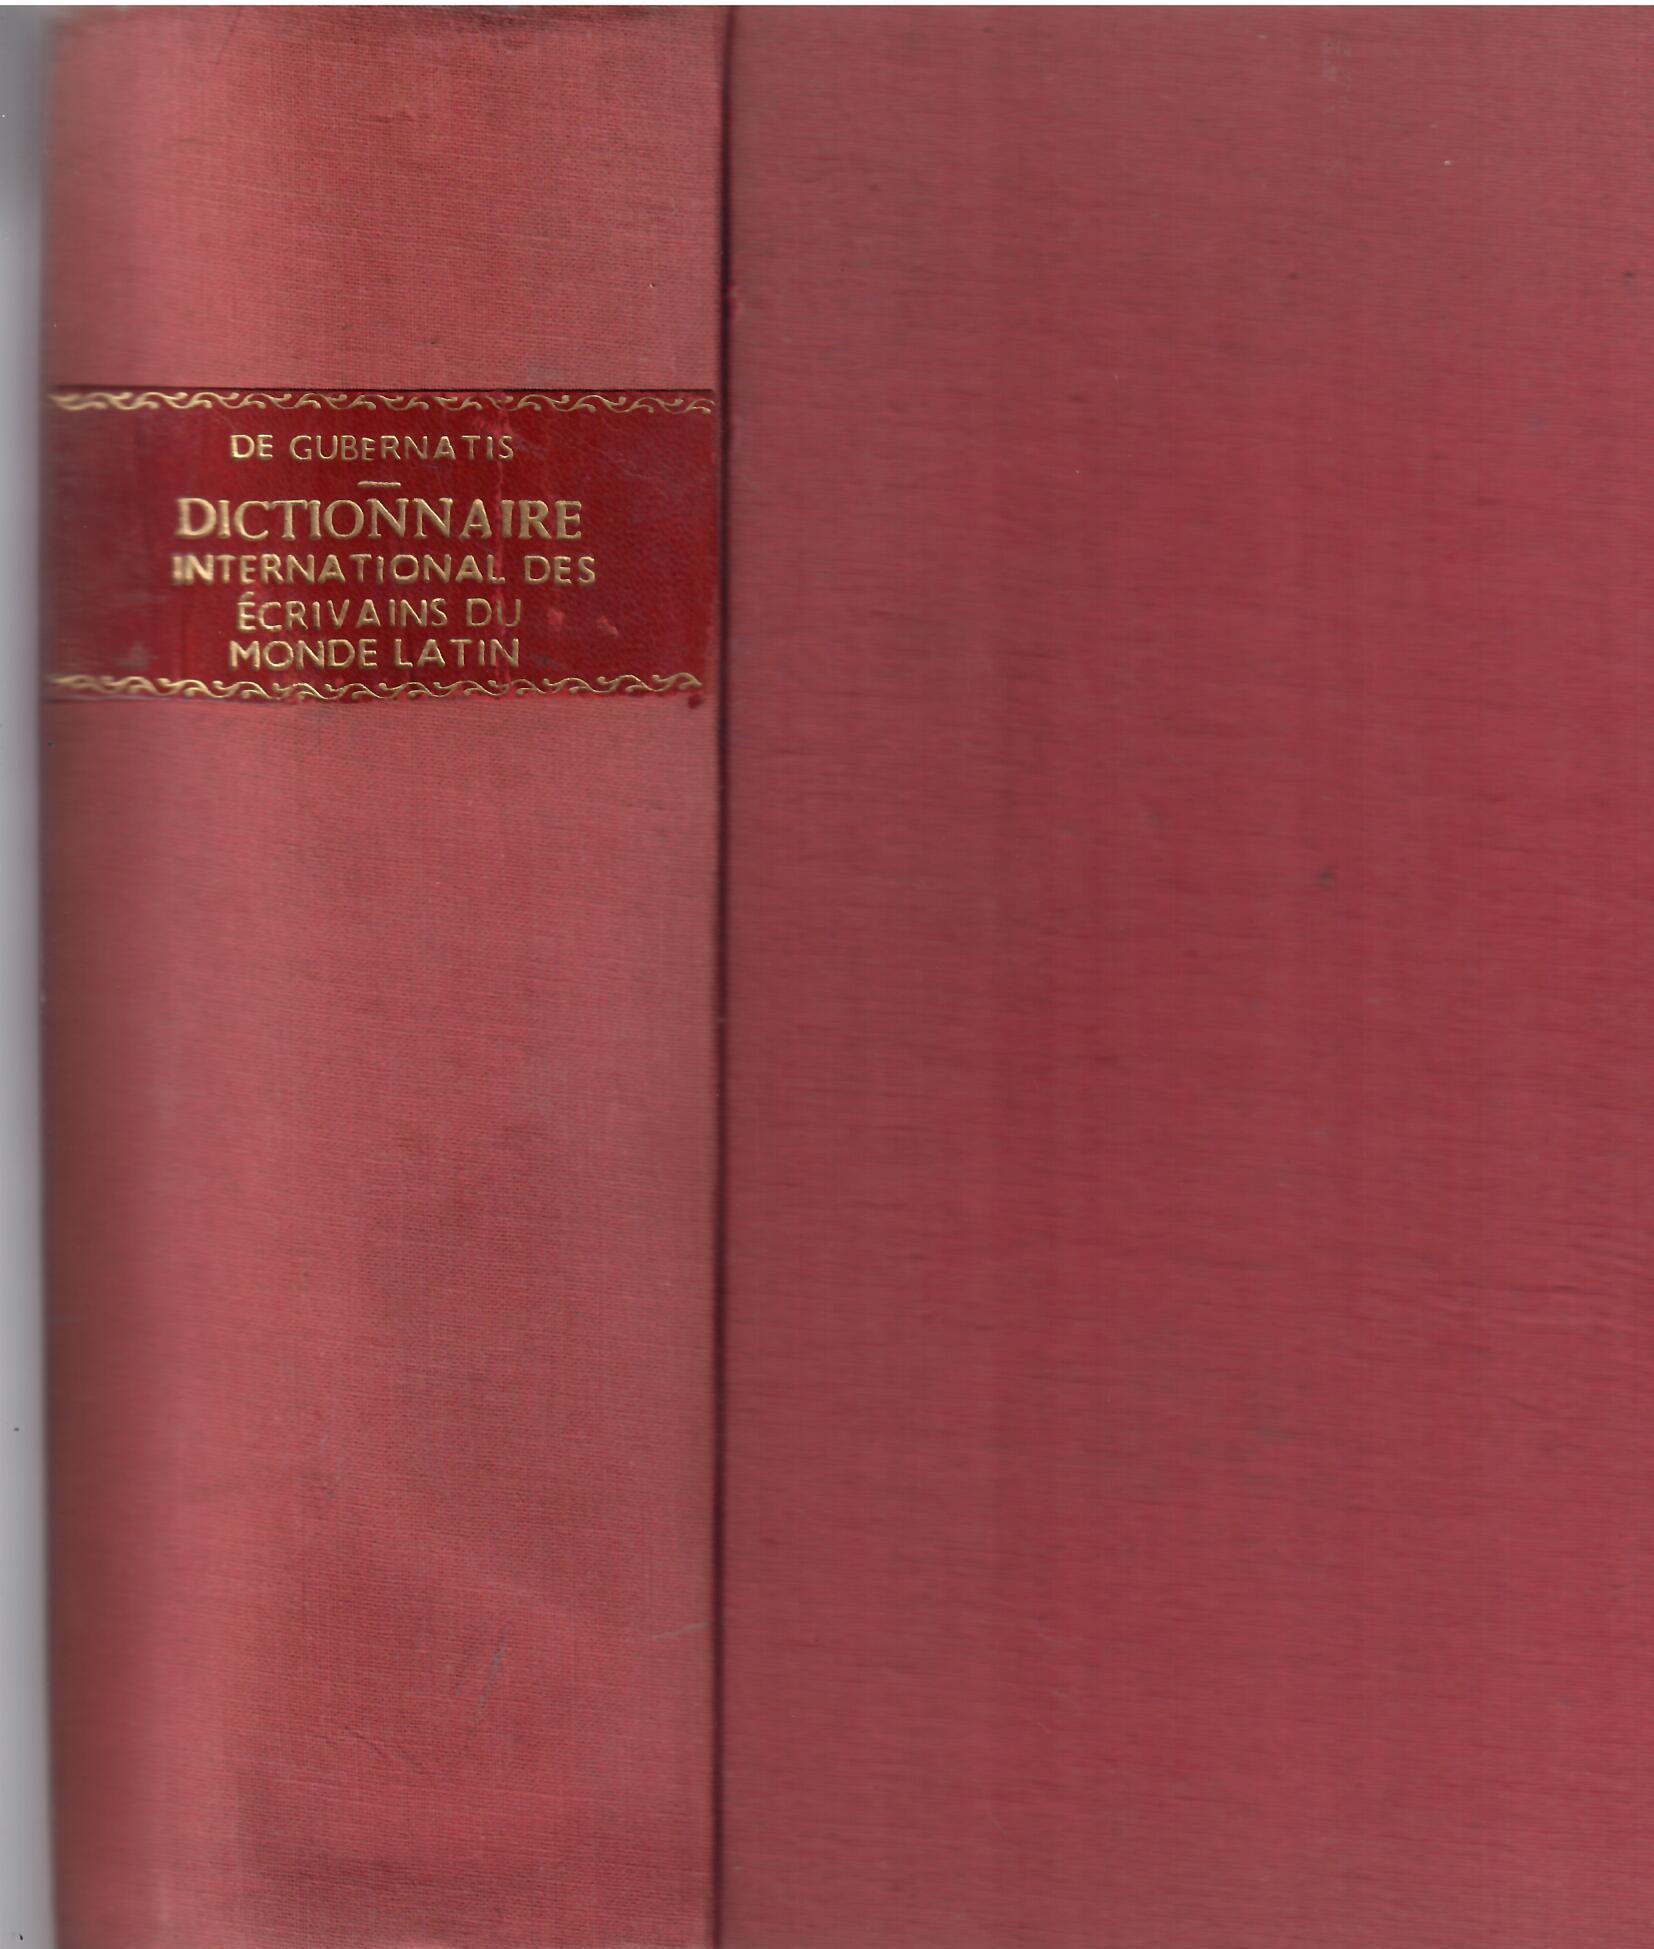 DE GUBERNATIS
DICTIONNAIRE
INTERNATIONAL DES
ÉCRIVAINS DU
MONDE LATIN